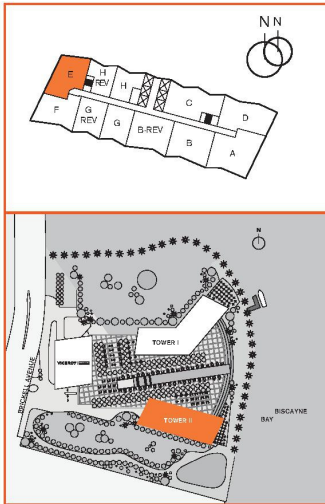 N N
E
H
REV
H
C
D
F
G
REV
G
B-REV
B
A
N
TOWER I
BRICKELL AVENUE
VICEROY
BISCAYNE
BAY
TOWER II